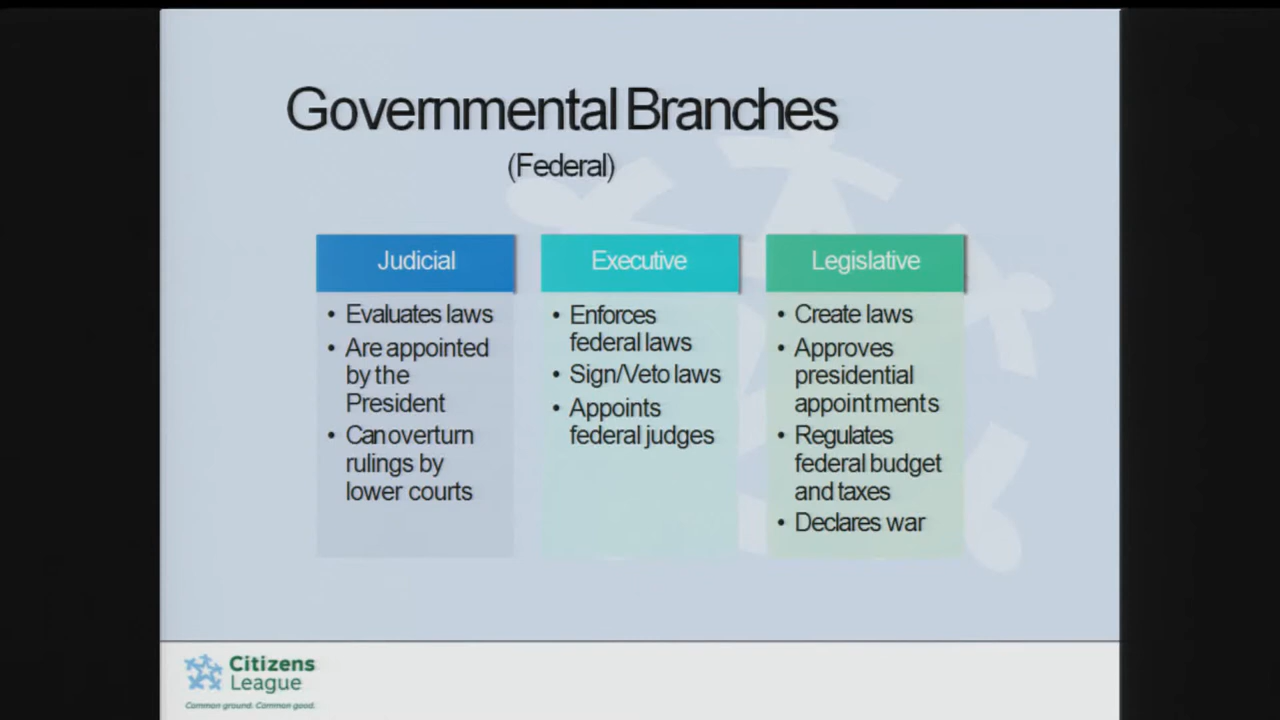 Governmental Branches
(Federal)
Judicial
• Evaluates laws
• Are appointed
by the
President
• Can overturn
rulings by
lower courts
Executive
• Enforces
federal laws
• Sign/Veto laws
• Appoints
federal judges
Legislative
• Create laws
• Approves
presidential
appointments
• Regulates
federal budget
and taxes
• Declares war
Citizens
League
Common ground. Common good.